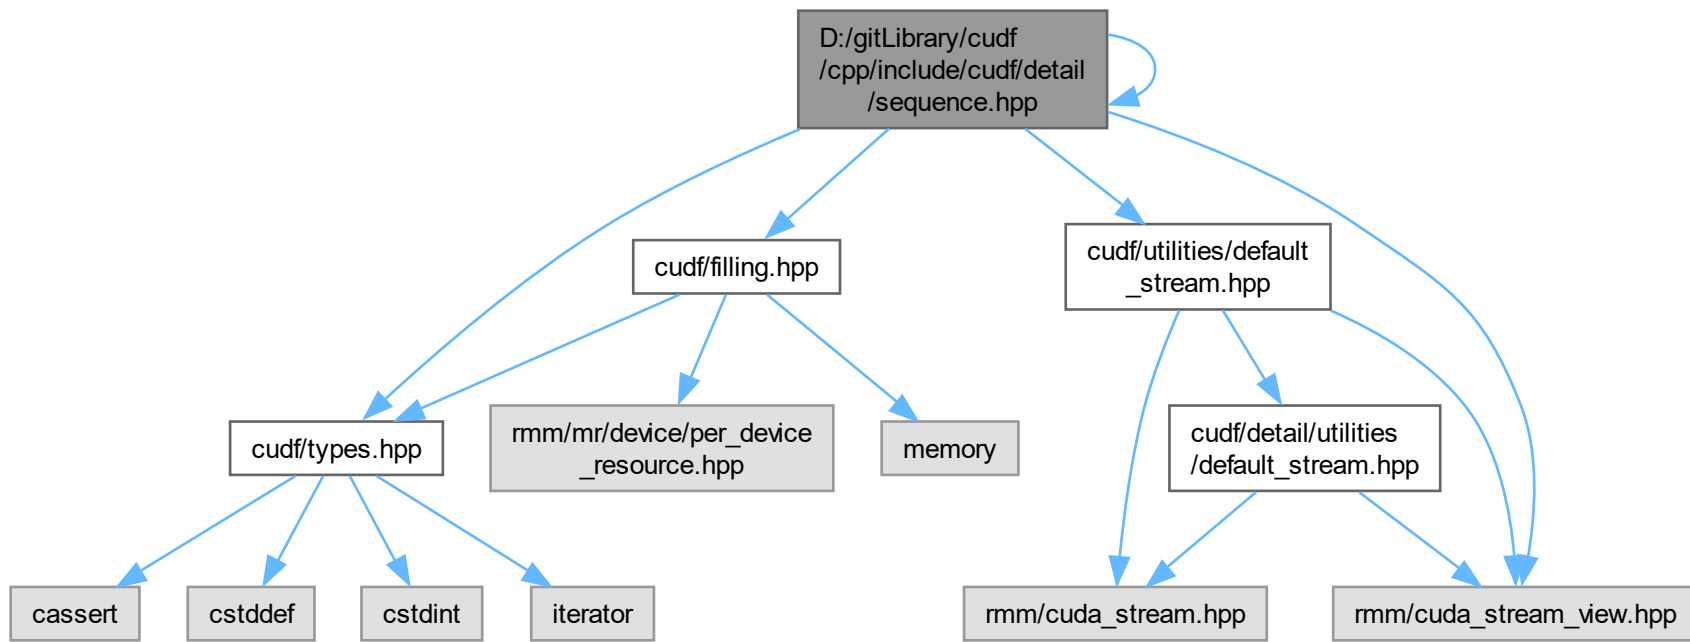 D:/gitLibrary/cudf
/cpp/include/cudf/detail
/sequence.hpp
cudf/filling.hpp
cudf/utilities/default
_stream.hpp
cudf/types.hpp
rmm/mr/device/per_device
_resource.hpp
memory
cudf/detail/utilities
/default_stream.hpp
cassert
cstddef
cstdint
iterator
rmm/cuda_stream.hpp
rmm/cuda_stream_view.hpp